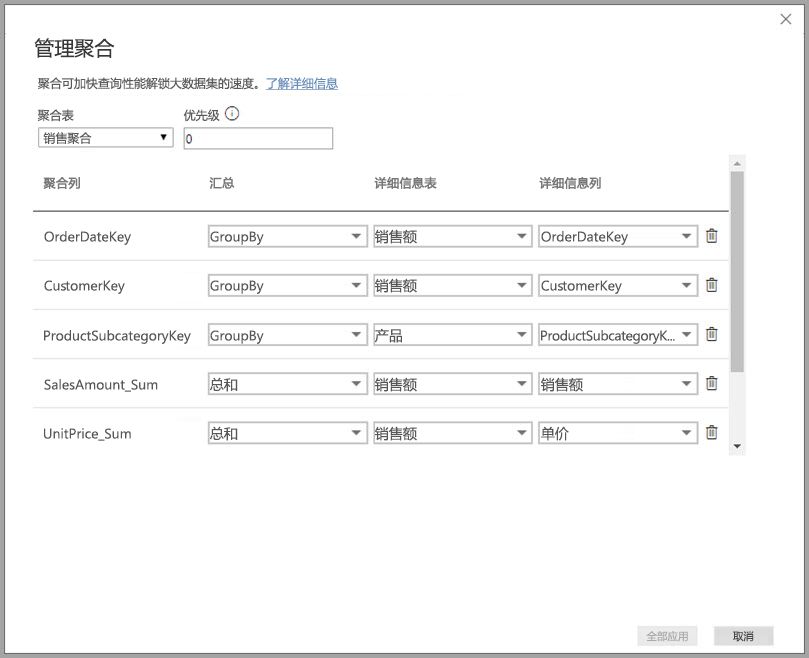 管理聚合
聚合可加快查询性能解锁大数据集的速度。了解详细信息
聚合表 优先级
销售聚合 0
聚合列 汇总 详细信息表 详细信息列
OrderDateKey GroupBy 销售额 OrderDateKey
CustomerKey GroupBy 销售额 CustomerKey
ProductSubcategoryKey GroupBy 产品 ProductSubcategoryK...
SalesAmount_Sum 总和 销售额 销售额
UnitPrice_Sum 总和 销售额 单价
全部应用 取消